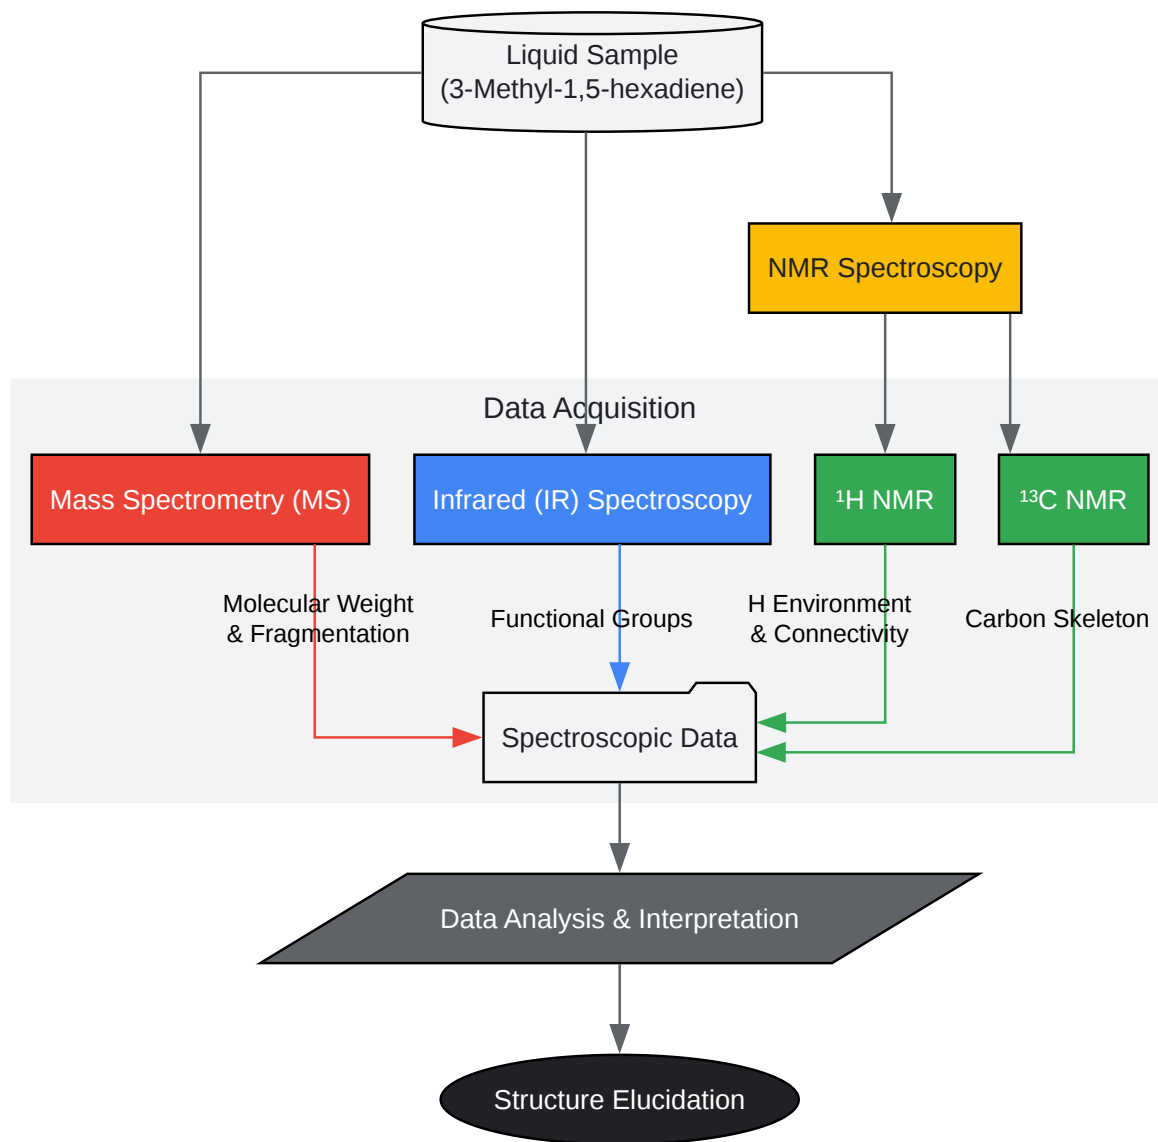 Liquid Sample
(3-Methyl-1,5-hexadiene)
NMR Spectroscopy
Data Acquisition
Mass Spectrometry (MS)
Infrared (IR) Spectroscopy
¹H NMR
¹³C NMR
Molecular Weight
& Fragmentation
Functional Groups
H Environment
& Connectivity
Carbon Skeleton
Spectroscopic Data
Data Analysis & Interpretation
Structure Elucidation